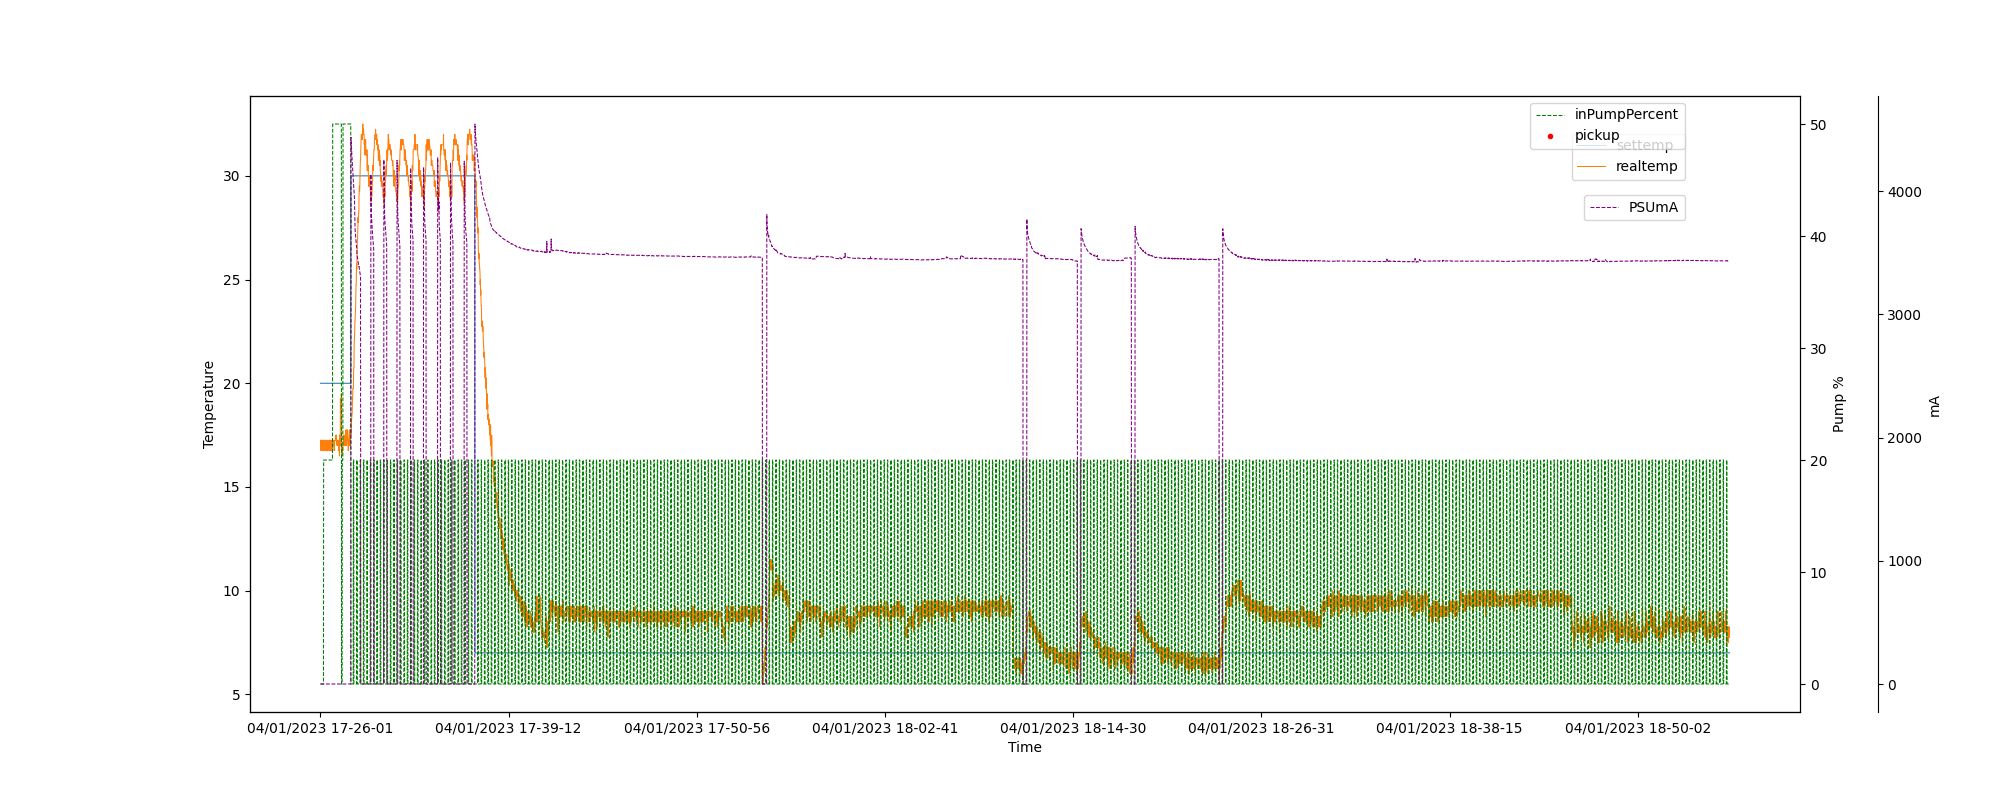 inPumpPercent
pickup
settemp
realtemp
PSUmA
30
25
20
15
10
5
Temperature
50
40
30
20
10
0
Pump %
4000
3000
2000
1000
0
mA
04/01/2023 17-26-01
04/01/2023 17-39-12
04/01/2023 17-50-56
04/01/2023 18-02-41
04/01/2023 18-14-30
04/01/2023 18-26-31
04/01/2023 18-38-15
04/01/2023 18-50-02
Time